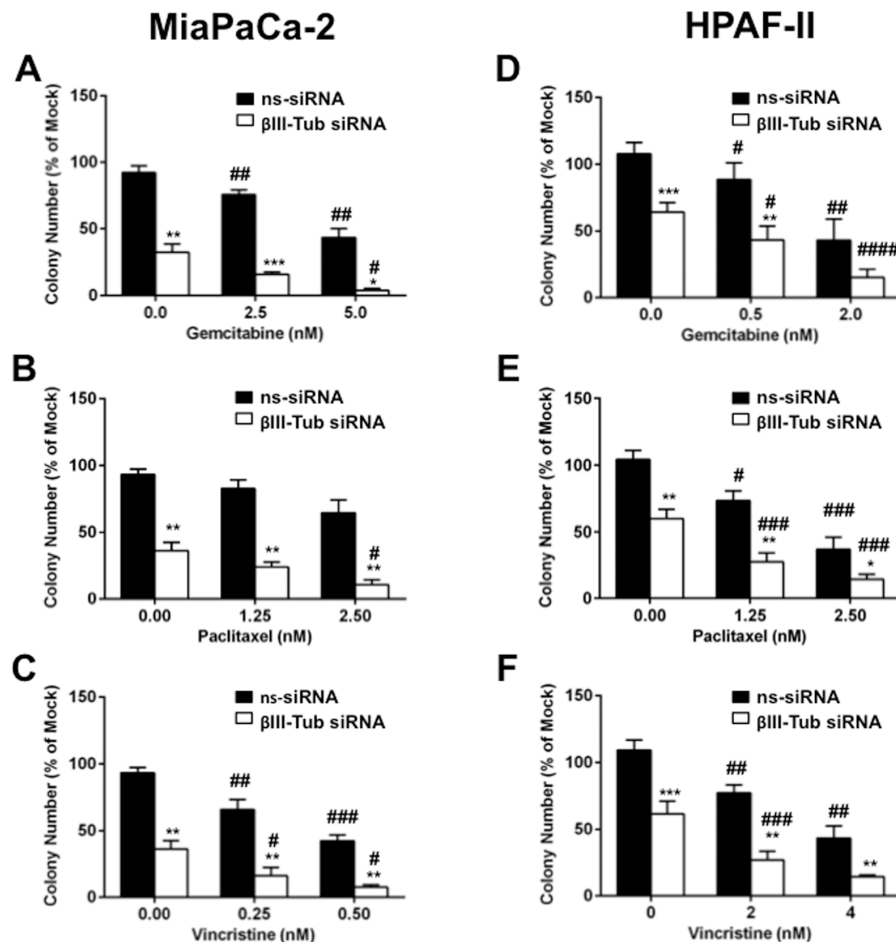 MiaPaCa-2
HPAF-II
A
ns-siRNA
βIII-Tub siRNA
Colony Number (% of Mock)
150
100
50
0
**
##
***
##
#
*
0.0 2.5 5.0
Gemcitabine (nM)
D
ns-siRNA
βIII-Tub siRNA
Colony Number (% of Mock)
150
100
50
0
***
#
#
**
##
####
0.0 0.5 2.0
Gemcitabine (nM)
B
ns-siRNA
βIII-Tub siRNA
Colony Number (% of Mock)
150
100
50
0
**
**
#
**
0.00 1.25 2.50
Paclitaxel (nM)
E
ns-siRNA
βIII-Tub siRNA
Colony Number (% of Mock)
150
100
50
0
**
#
###
**
###
###
*
0.00 1.25 2.50
Paclitaxel (nM)
C
ns-siRNA
βIII-Tub siRNA
Colony Number (% of Mock)
150
100
50
0
**
##
#
**
###
#
**
0.00 0.25 0.50
Vincristine (nM)
F
ns-siRNA
βIII-Tub siRNA
Colony Number (% of Mock)
150
100
50
0
***
##
###
**
##
**
0 2 4
Vincristine (nM)